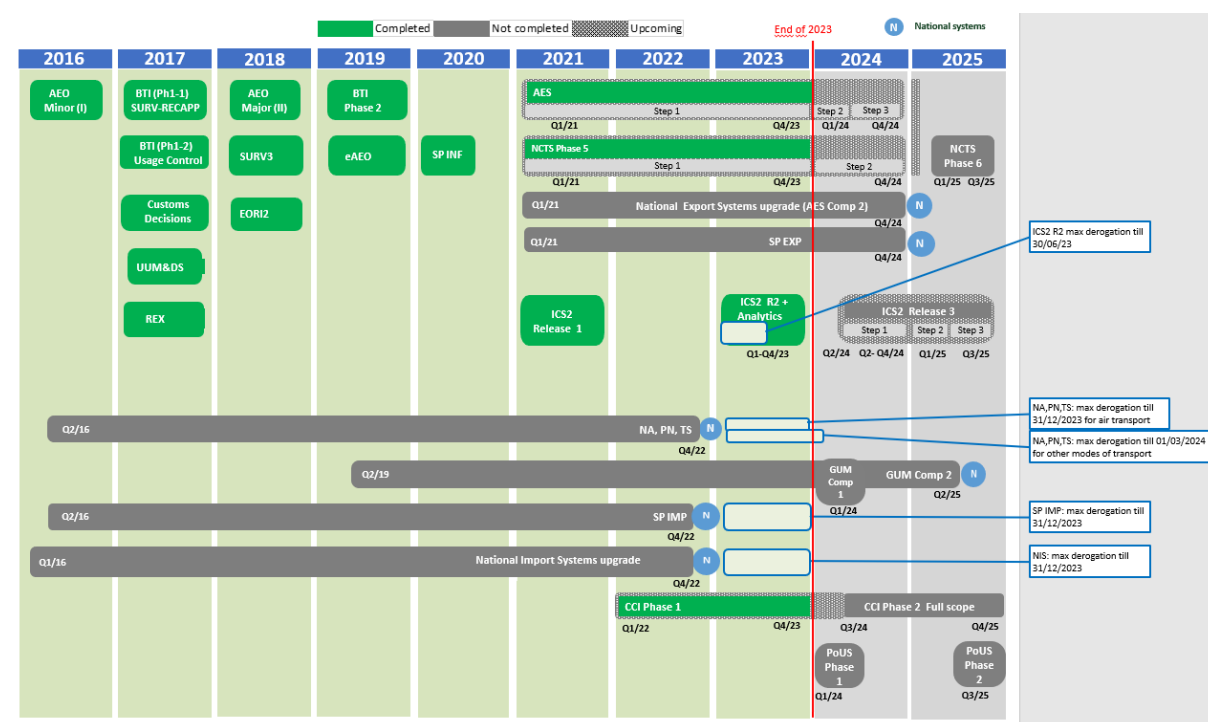 Completed
Not completed
Upcoming
End of 2023
N
National systems
2016
2017
2018
2019
2020
2021
2022
2023
2024
2025
AEO
Minor (I)
BTI (Ph1-1)
SURV-RECAPP
AEO
Major (II)
BTI
Phase 2
AES
Step 1
Step 2
Step 3
Q1/21
Q4/23
Q1/24
Q4/24
BTI (Ph1-2)
Usage Control
SURV3
eAEO
SP INF
NCTS Phase 5
Step 1
Step 2
Q1/21
Q4/23
Q4/24
NCTS
Phase 6
Q1/25 Q3/25
Customs
Decisions
EORI2
Q1/21
National Export Systems upgrade (AES Comp 2)
Q4/24
N
Q1/21
SP EXP
Q4/24
N
ICS2 R2 max derogation till
30/06/23
UUM&DS
REX
ICS2
Release 1
ICS2 R2 +
Analytics
Q1-Q4/23
ICS2 Release 3
Step 1
Step 2
Step 3
Q2/24
Q2- Q4/24
Q1/25
Q3/25
Q2/16
NA, PN, TS
Q4/22
N
NA,PN,TS: max derogation till
31/12/2023 for air transport
NA,PN,TS: max derogation till 01/03/2024
for other modes of transport
Q2/19
GUM
Comp
1
Q1/24
GUM Comp 2
Q2/25
N
Q2/16
SP IMP
Q4/22
N
SP IMP: max derogation till
31/12/2023
Q1/16
National Import Systems upgrade
Q4/22
N
NIS: max derogation till
31/12/2023
CCI Phase 1
Q1/22
Q4/23
CCI Phase 2 Full scope
Q3/24
Q4/25
PoUS
Phase
1
Q1/24
PoUS
Phase
2
Q3/25